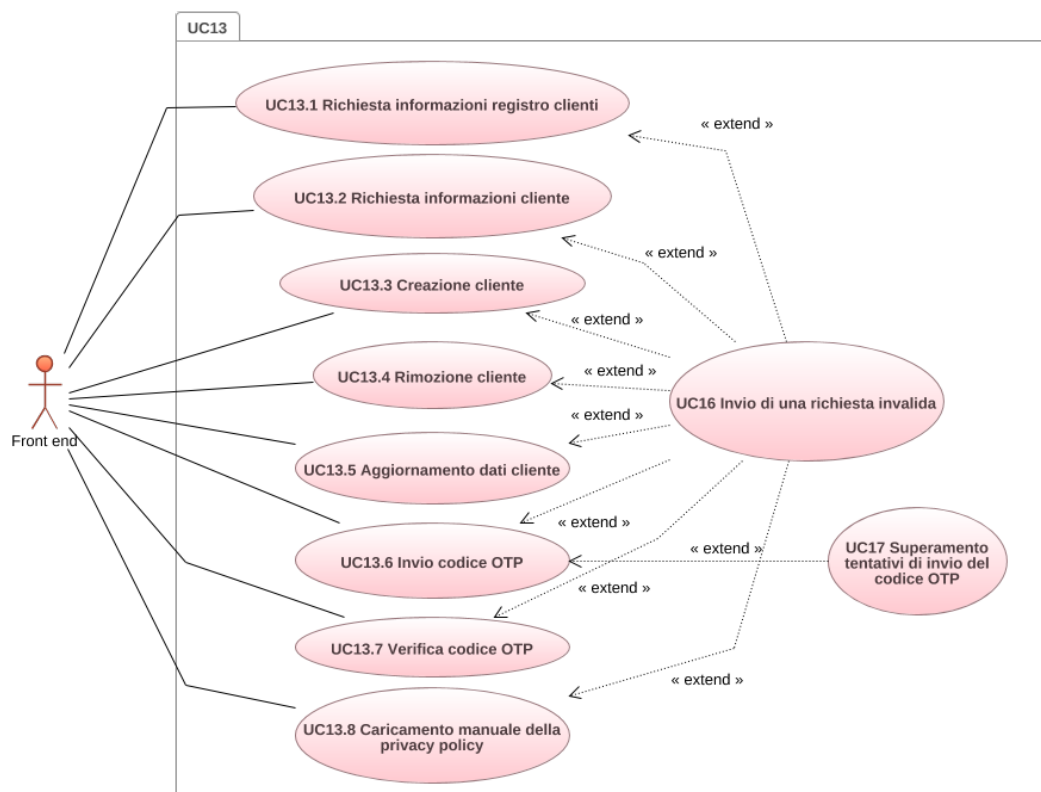 UC13
UC13.1 Richiesta informazioni registro clienti
« extend »
UC13.2 Richiesta informazioni cliente
« extend »
UC13.3 Creazione cliente
« extend »
UC13.4 Rimozione cliente
« extend »
UC16 Invio di una richiesta invalida
« extend »
Front end
UC13.5 Aggiornamento dati cliente
« extend »
UC13.6 Invio codice OTP
« extend »
UC17 Superamento
tentativi di invio del
codice OTP
« extend »
UC13.7 Verifica codice OTP
« extend »
UC13.8 Caricamento manuale della
privacy policy